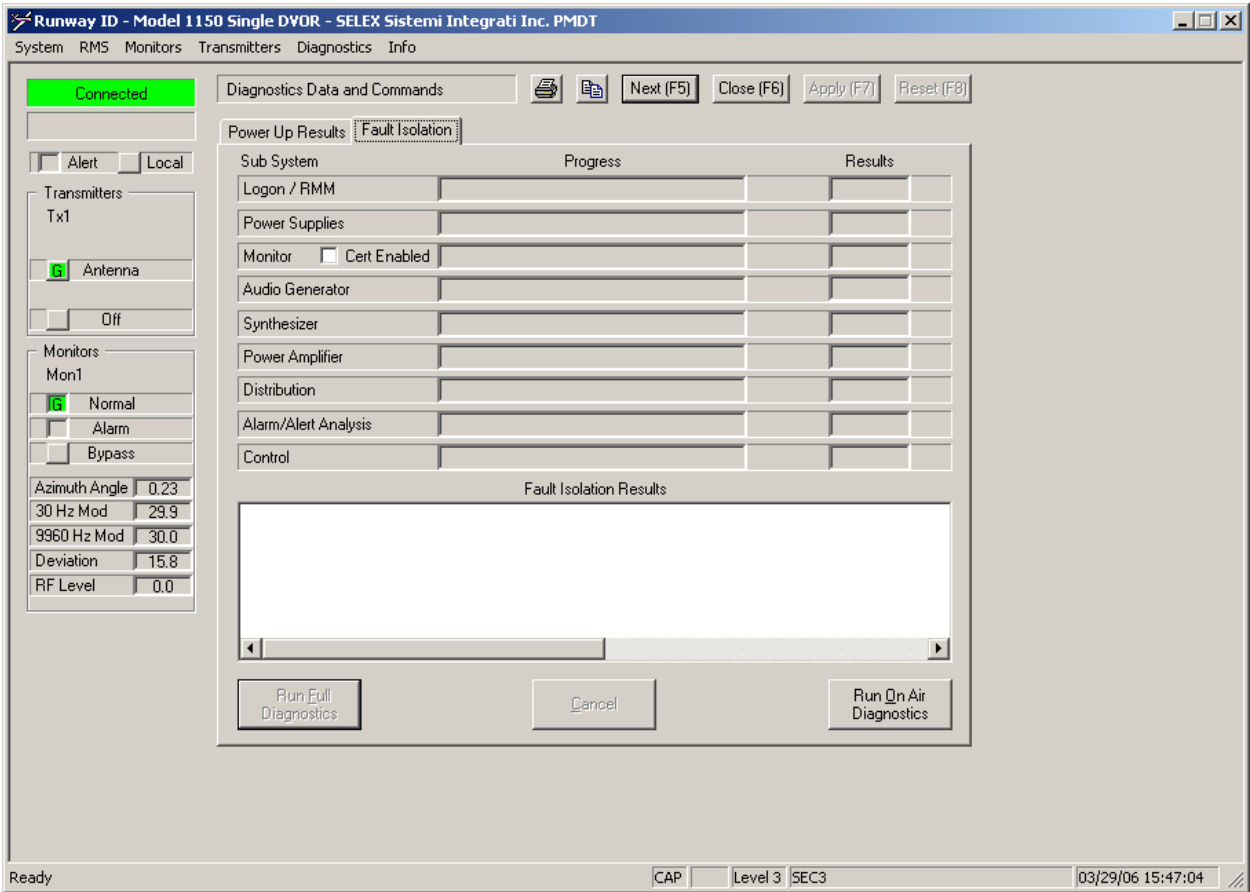 Runway ID - Model 1150 Single DVOR - SELEX Sistemi Integrati Inc. PMDT
System RMS Monitors Transmitters Diagnostics Info
Connected
Diagnostics Data and Commands
Next (F5)
Close (F6)
Apply (F7)
Reset (F8)
Alert
Local
Transmitters
Tx1
G Antenna
Off
Monitors
Mon1
G Normal
Alarm
Bypass
Azimuth Angle 0.23
30 Hz Mod 29.9
9960 Hz Mod 30.0
Deviation 15.8
RF Level 0.0
Power Up Results
Fault Isolation
Sub System Progress Results
Logon / RMM
Power Supplies
Monitor Cert Enabled
Audio Generator
Synthesizer
Power Amplifier
Distribution
Alarm/Alert Analysis
Control
Fault Isolation Results
Run Full
Diagnostics
Cancel
Run On Air
Diagnostics
Ready CAP Level 3 SEC3 03/29/06 15:47:04